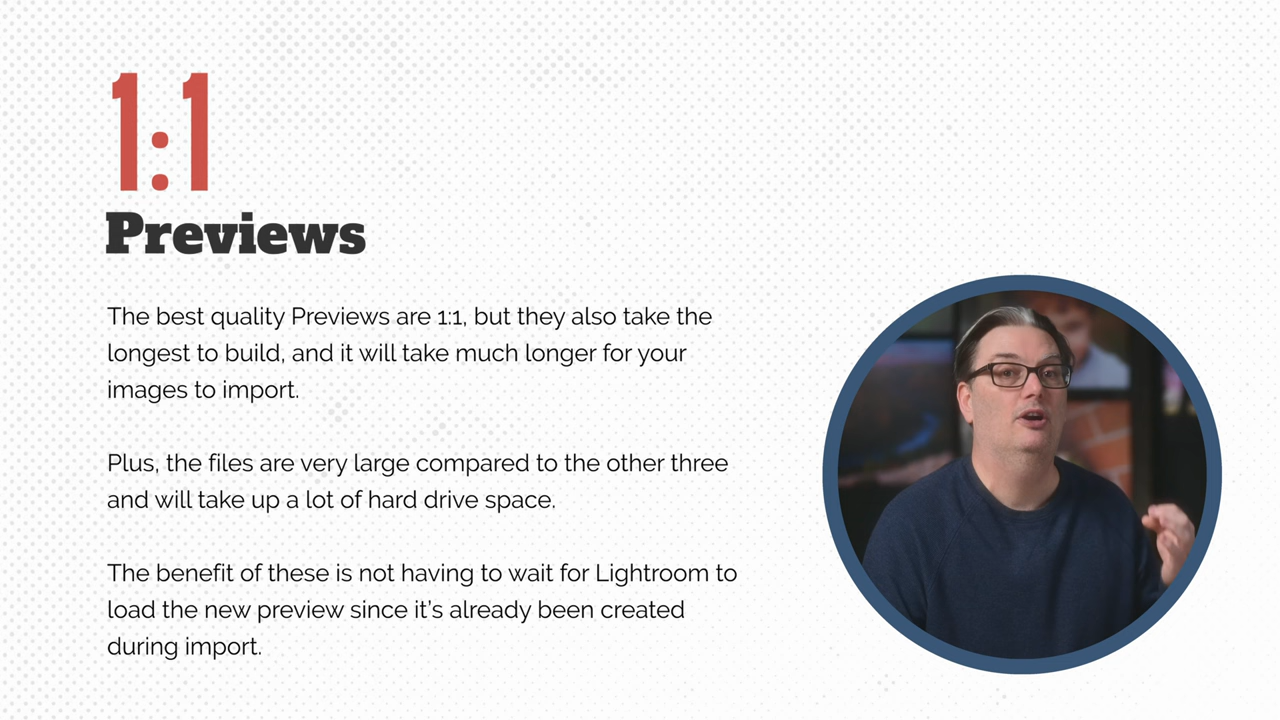 1:1
Previews
The best quality Previews are 1:1, but they also take the
longest to build, and it will take much longer for your
images to import.
Plus, the files are very large compared to the other three
and will take up a lot of hard drive space.
The benefit of these is not having to wait for Lightroom to
load the new preview since it's already been created
during import.